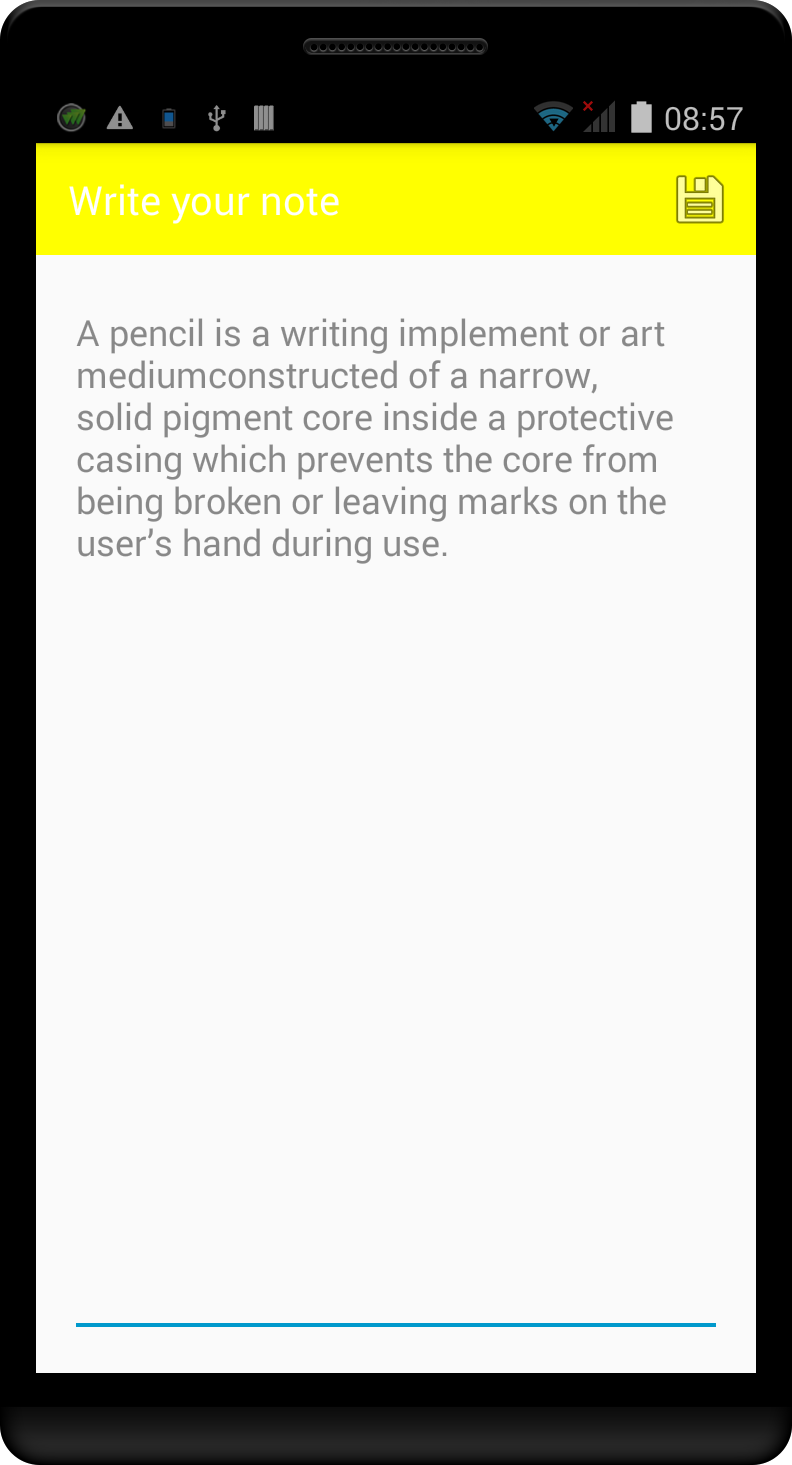 08:57
Write your note
A pencil is a writing implement or art
mediumconstructed of a narrow,
solid pigment core inside a protective
casing which prevents the core from
being broken or leaving marks on the
user’s hand during use.